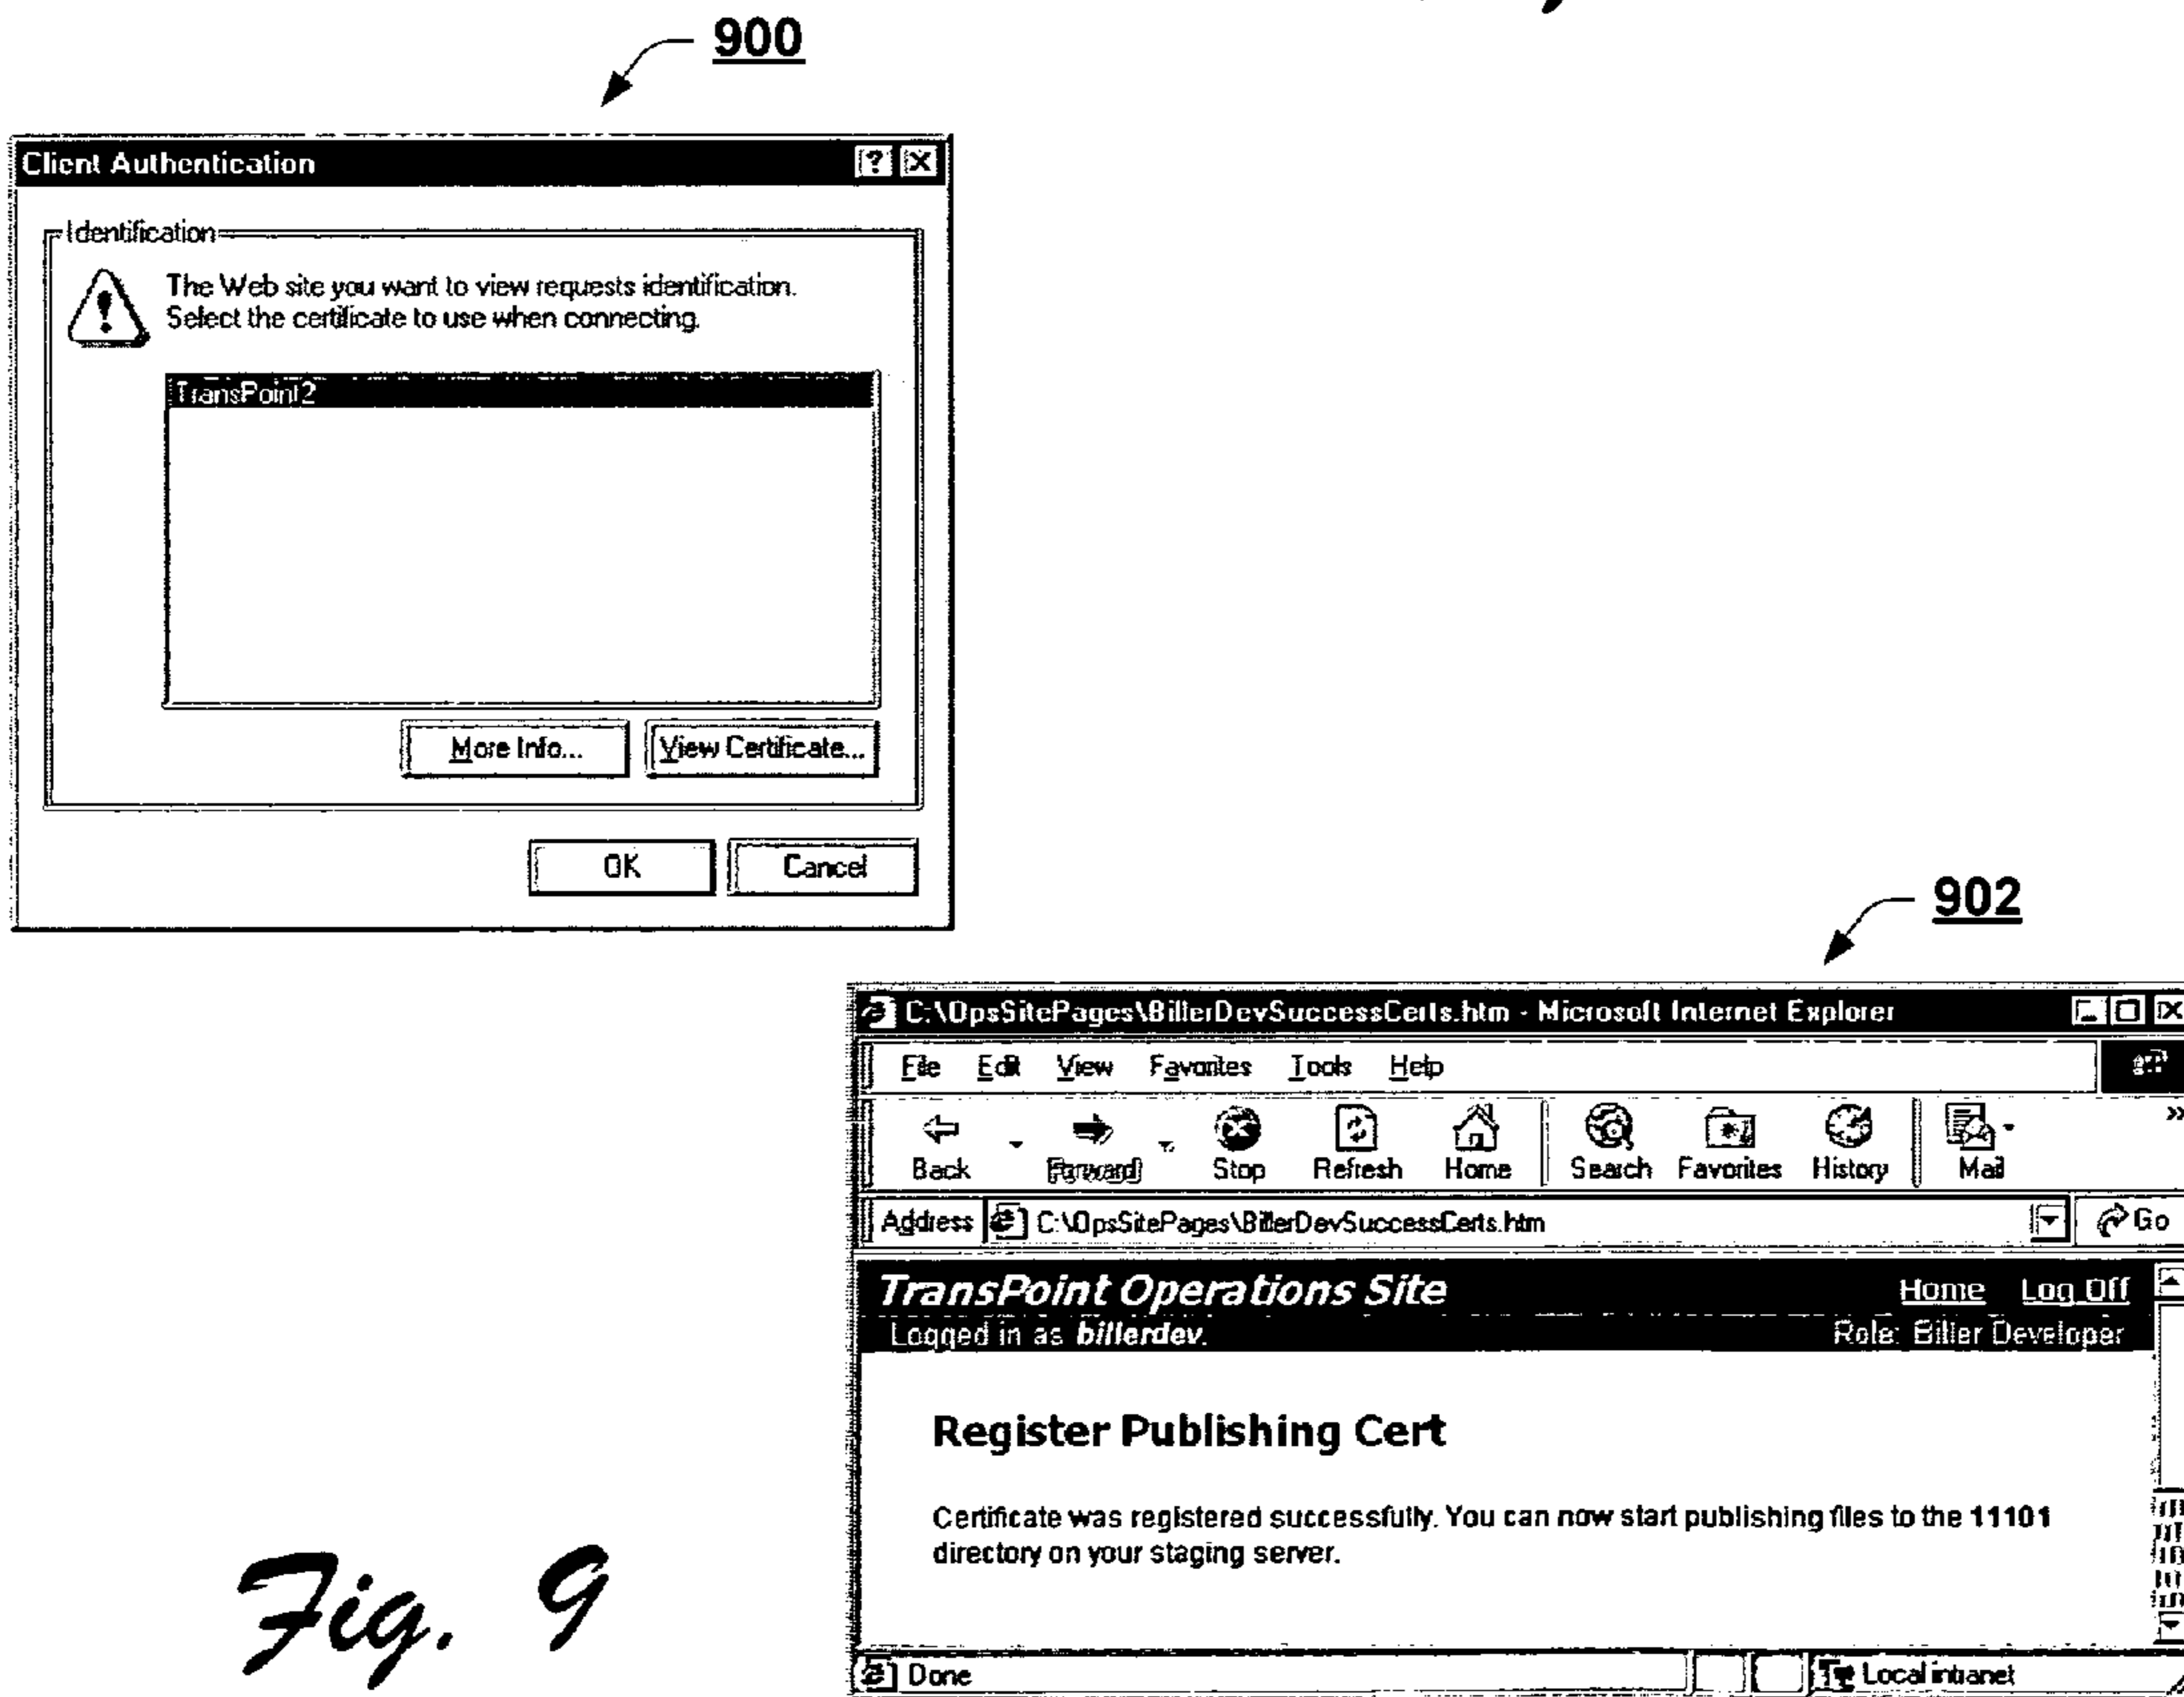 900
Client Authentication
Identification
The Web site you want to view requests identification.
Select the certificate to use when connecting.
TransPoint2
More Info...
View Certificate...
OK
Cancel
902
C:\OpsSitePages\BillerDevSuccessCerts.htm - Microsoft Internet Explorer
File Edit View Favorites Tools Help
Back Forward Stop Refresh Home Search Favorites History Mail
Address C:\OpsSitePages\BillerDevSuccessCerts.htm Go
TransPoint Operations Site Home Log Off
Logged in as billerdev. Role: Biller Developer
Register Publishing Cert
Certificate was registered successfully. You can now start publishing files to the 11101
directory on your staging server.
Done Local intranet
Fig. 9